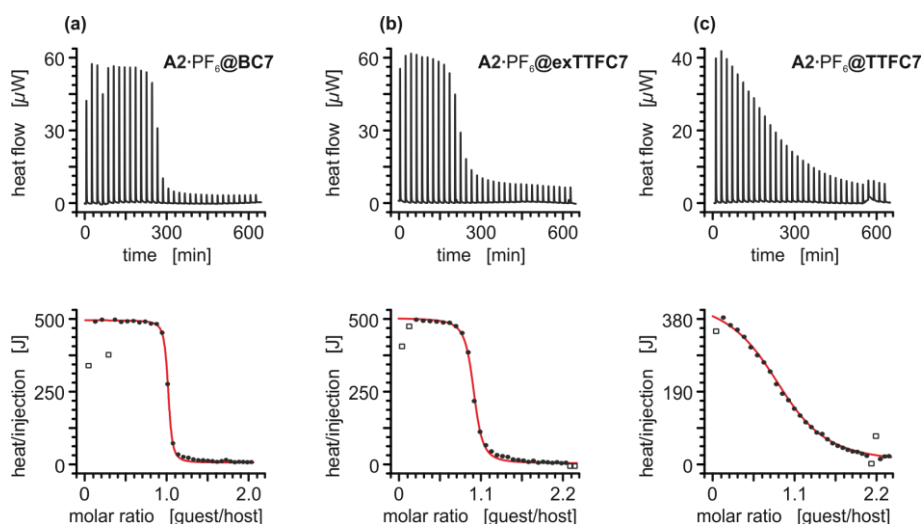 (a)
A2·PF₆@BC7
60
30
0
heat flow [µW]
0 300 600
time [min]
500
250
0
heat/injection [J]
0 1.0 2.0
molar ratio [guest/host]
(b)
A2·PF₆@exTTFC7
60
30
0
heat flow [µW]
0 300 600
time [min]
500
250
0
heat/injection [J]
0 1.1 2.2
molar ratio [guest/host]
(c)
A2·PF₆@TTFC7
40
20
0
heat flow [µW]
0 300 600
time [min]
380
190
0
heat/injection [J]
0 1.1 2.2
molar ratio [guest/host]